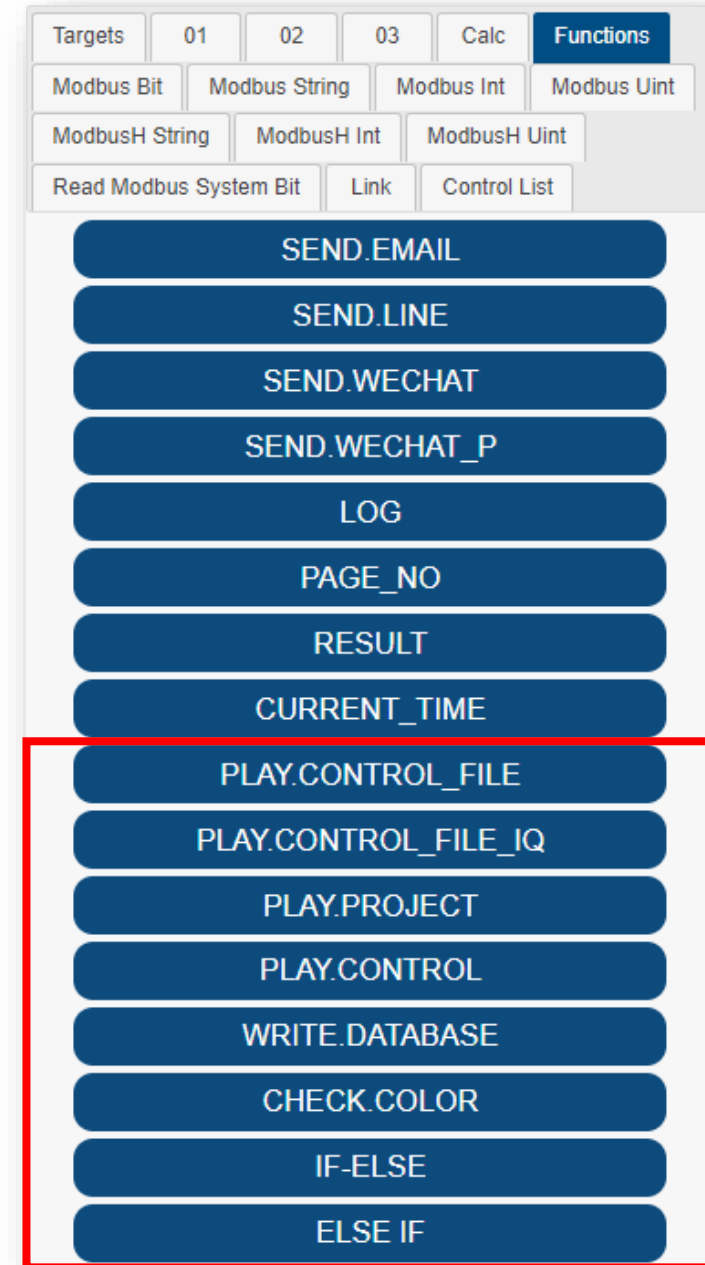 Targets 01 02 03 Calc Functions
Modbus Bit Modbus String Modbus Int Modbus Uint
ModbusH String ModbusH Int ModbusH Uint
Read Modbus System Bit Link Control List
SEND.EMAIL
SEND.LINE
SEND.WECHAT
SEND.WECHAT_P
LOG
PAGE_NO
RESULT
CURRENT_TIME
PLAY.CONTROL_FILE
PLAY.CONTROL_FILE_IQ
PLAY.PROJECT
PLAY.CONTROL
WRITE.DATABASE
CHECK.COLOR
IF-ELSE
ELSE IF